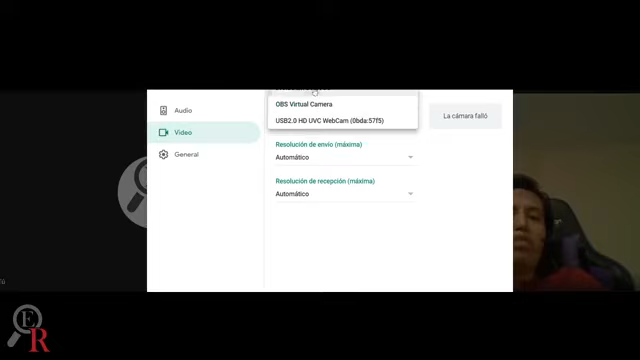 Audio
OBS Virtual Camera
USB2.0 HD UVC WebCam (0bda:57f5)
La cámara falló
Video
Resolución de envío (máxima)
General
Automático
Resolución de recepción (máxima)
Automático
E
R